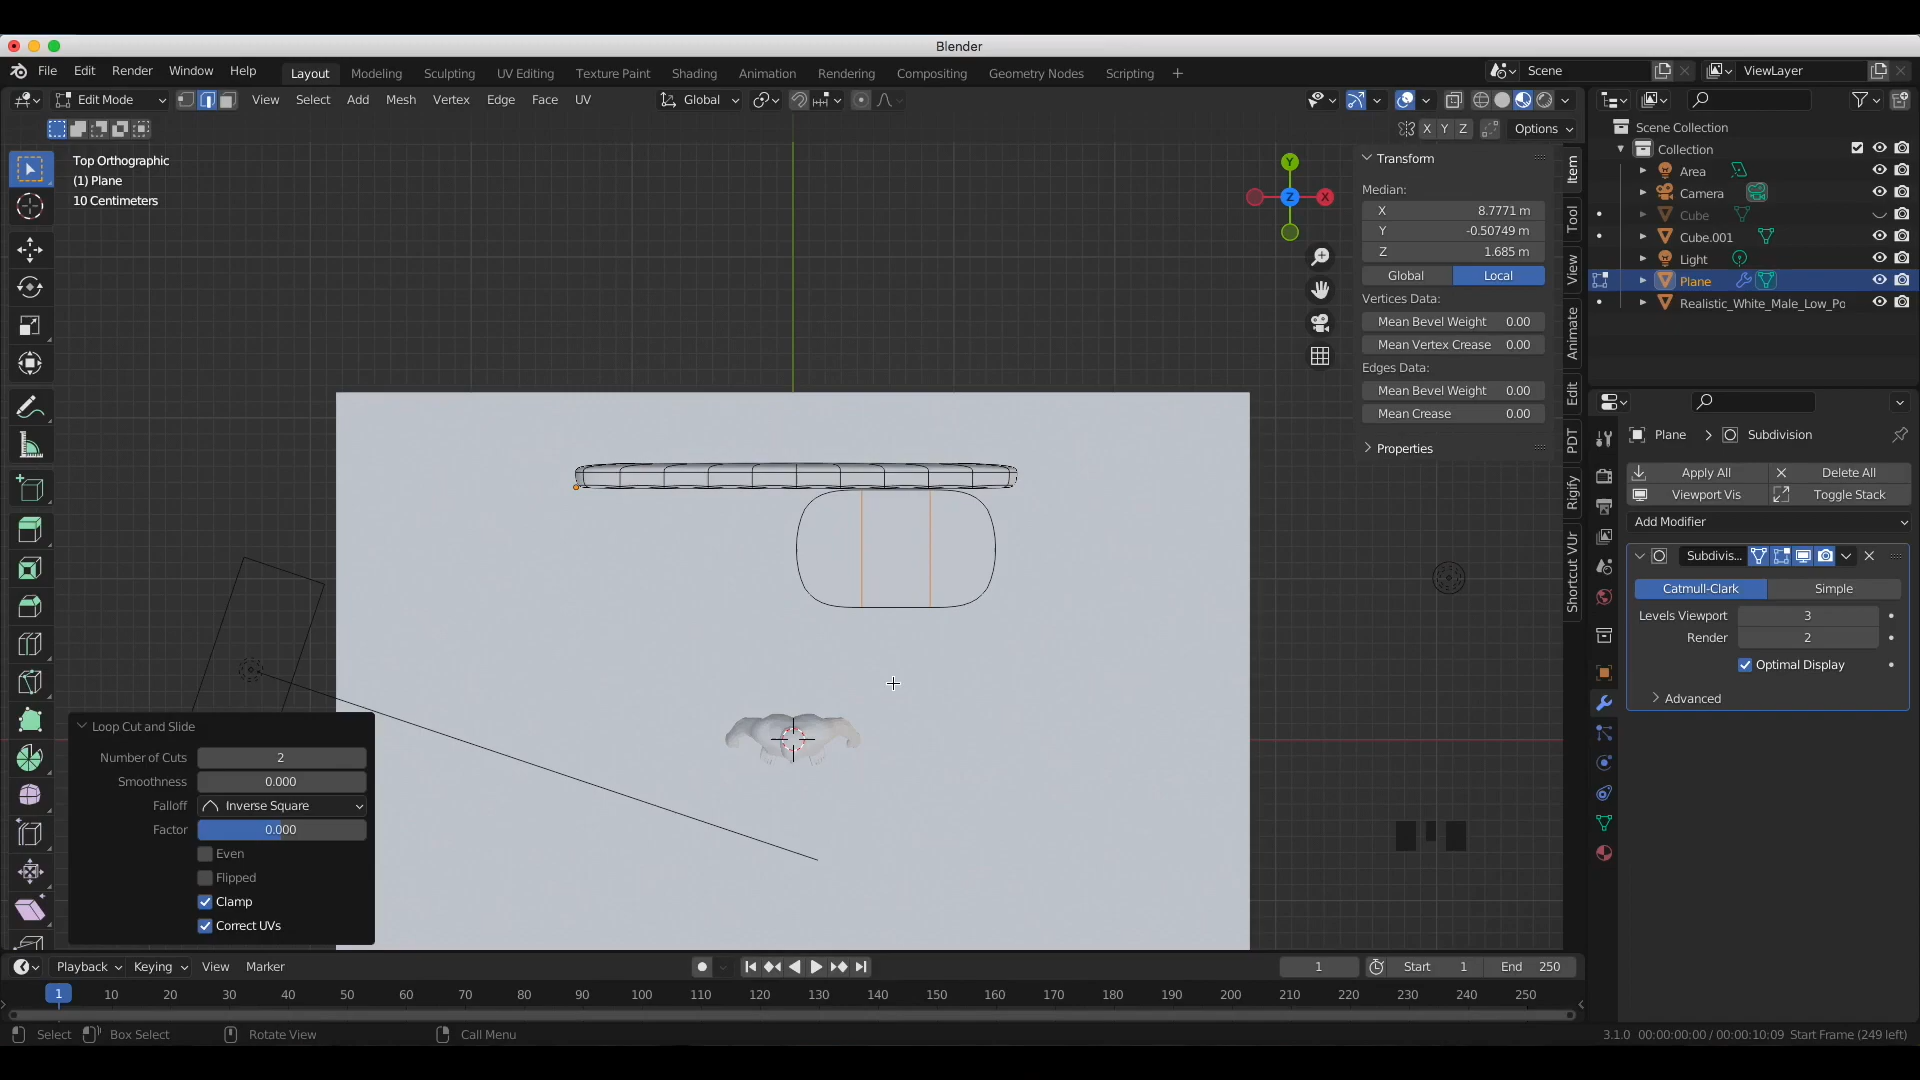 Blender
File Edit Render Window Help Layout Modeling Sculpting UV Editing Texture Paint Shading Animation Rendering Compositing Geometry Nodes Scripting + Scene ViewLayer
Edit Mode View Select Add Mesh Vertex Edge Face UV Global
X Y Z Options
Top Orthographic
(1) Plane
10 Centimeters
Y
Z
X
Transform
Median:
X 8.7771 m
Y -0.50749 m
Z 1.685 m
Global Local
Vertices Data:
Mean Bevel Weight 0.00
Mean Vertex Crease 0.00
Edges Data:
Mean Bevel Weight 0.00
Mean Crease 0.00
Properties
Item
Tool
View
Animate
Edit
PDT
Rigify
Shortcut VUr
Scene Collection
Collection
Area
Camera
Cube
Cube.001
Light
Plane
Realistic_White_Male_Low_Po
Plane > Subdivision
Apply All Delete All
Viewport Vis Toggle Stack
Add Modifier
Subdivis...
Catmull-Clark Simple
Levels Viewport 3
Render 2
Optimal Display
Advanced
Loop Cut and Slide
Number of Cuts 2
Smoothness 0.000
Falloff Inverse Square
Factor 0.000
Even
Flipped
Clamp
Correct UVs
Playback Keying View Marker 1 Start 1 End 250
1 10 20 30 40 50 60 70 80 90 100 110 120 130 140 150 160 170 180 190 200 210 220 230 240 250
Select Box Select Rotate View Call Menu 3.1.0 00:00:00:00 / 00:00:10:09 Start Frame (249 left)